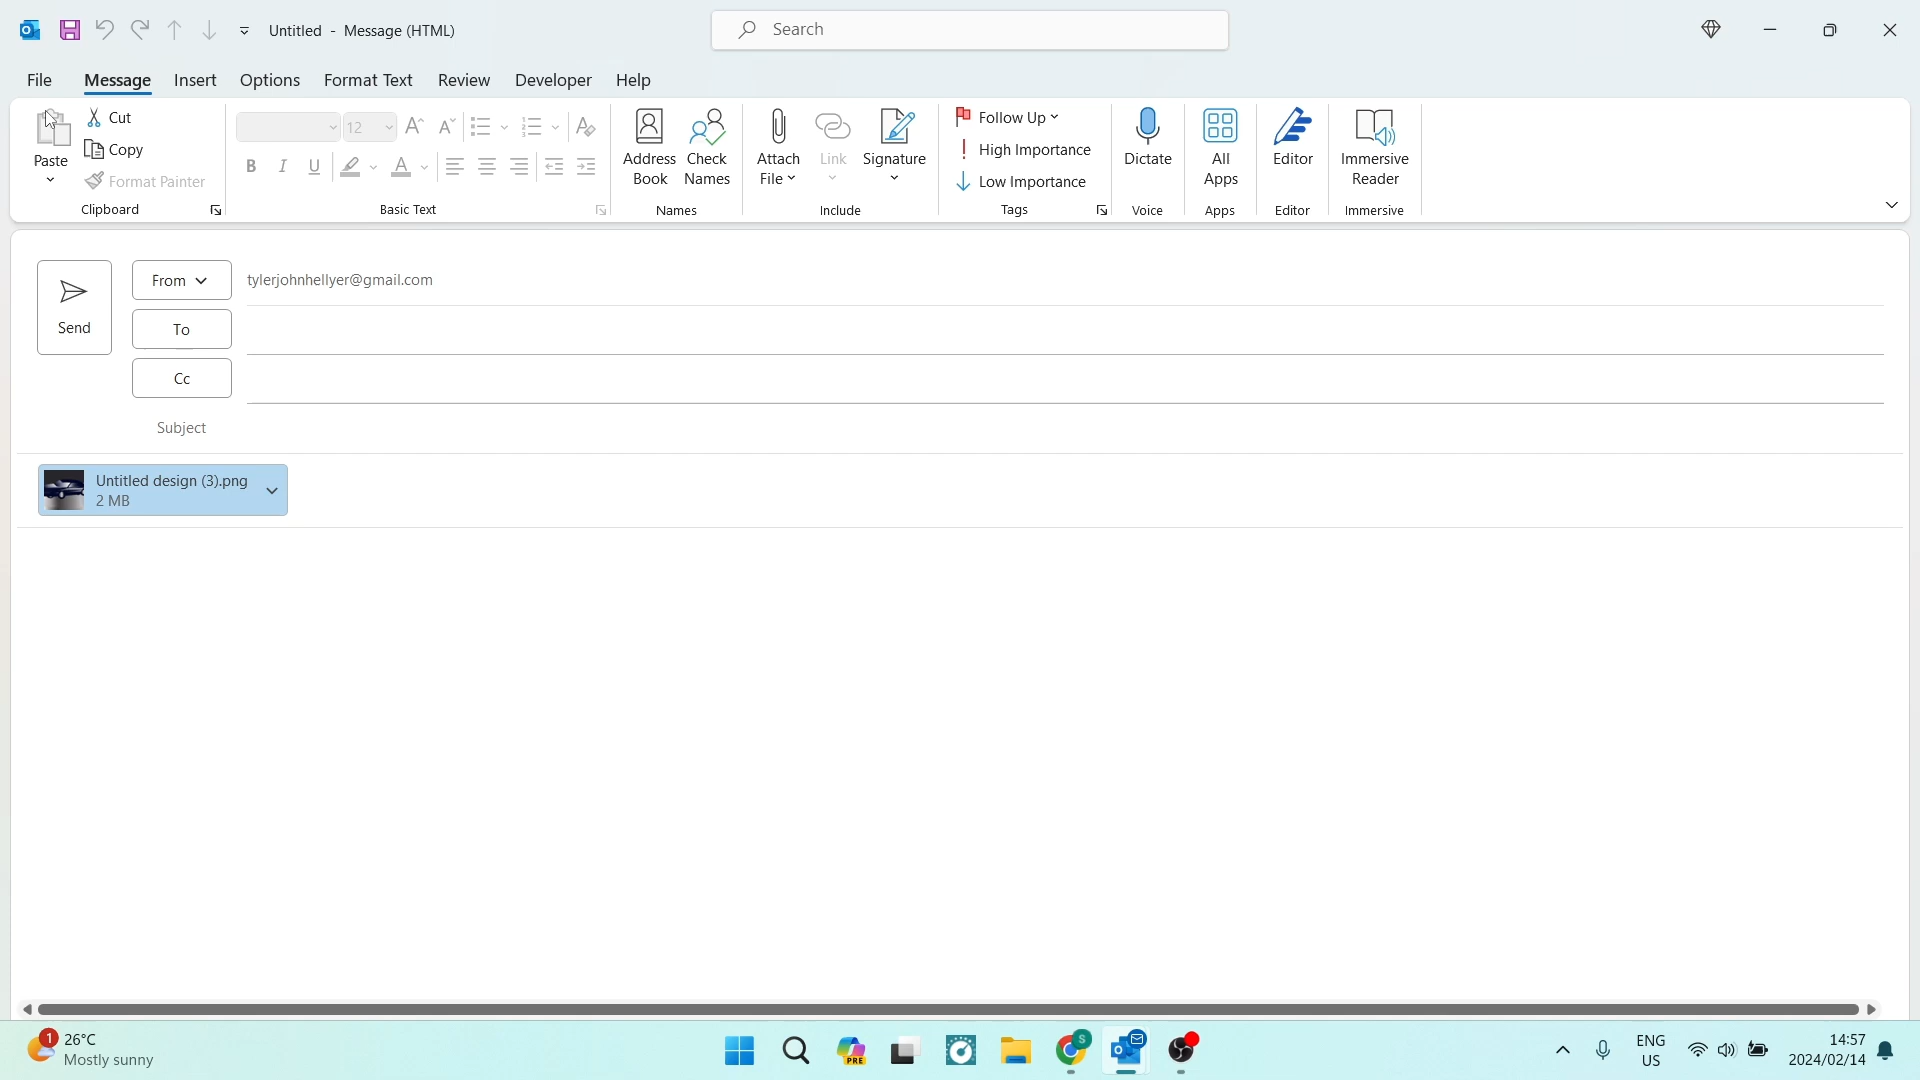 Untitled - Message (HTML)
Search
File Message Insert Options Format Text Review Developer Help
Paste
Cut
Copy
Format Painter
Clipboard
12
B I U
A
Basic Text
Address Book
Check Names
Names
Attach File
Link
Signature
Include
Follow Up
High Importance
Low Importance
Tags
Dictate
Voice
All Apps
Apps
Editor
Editor
Immersive Reader
Immersive
Send
From
tylerjohnhellyer@gmail.com
To
Cc
Subject
Untitled design (3).png
2 MB
1
26°C
Mostly sunny
PRE
S
ENG
US
14:57
2024/02/14